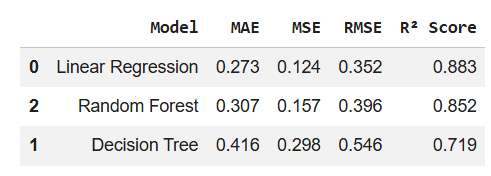 Model MAE MSE RMSE R² Score
0 Linear Regression 0.273 0.124 0.352 0.883
2 Random Forest 0.307 0.157 0.396 0.852
1 Decision Tree 0.416 0.298 0.546 0.719